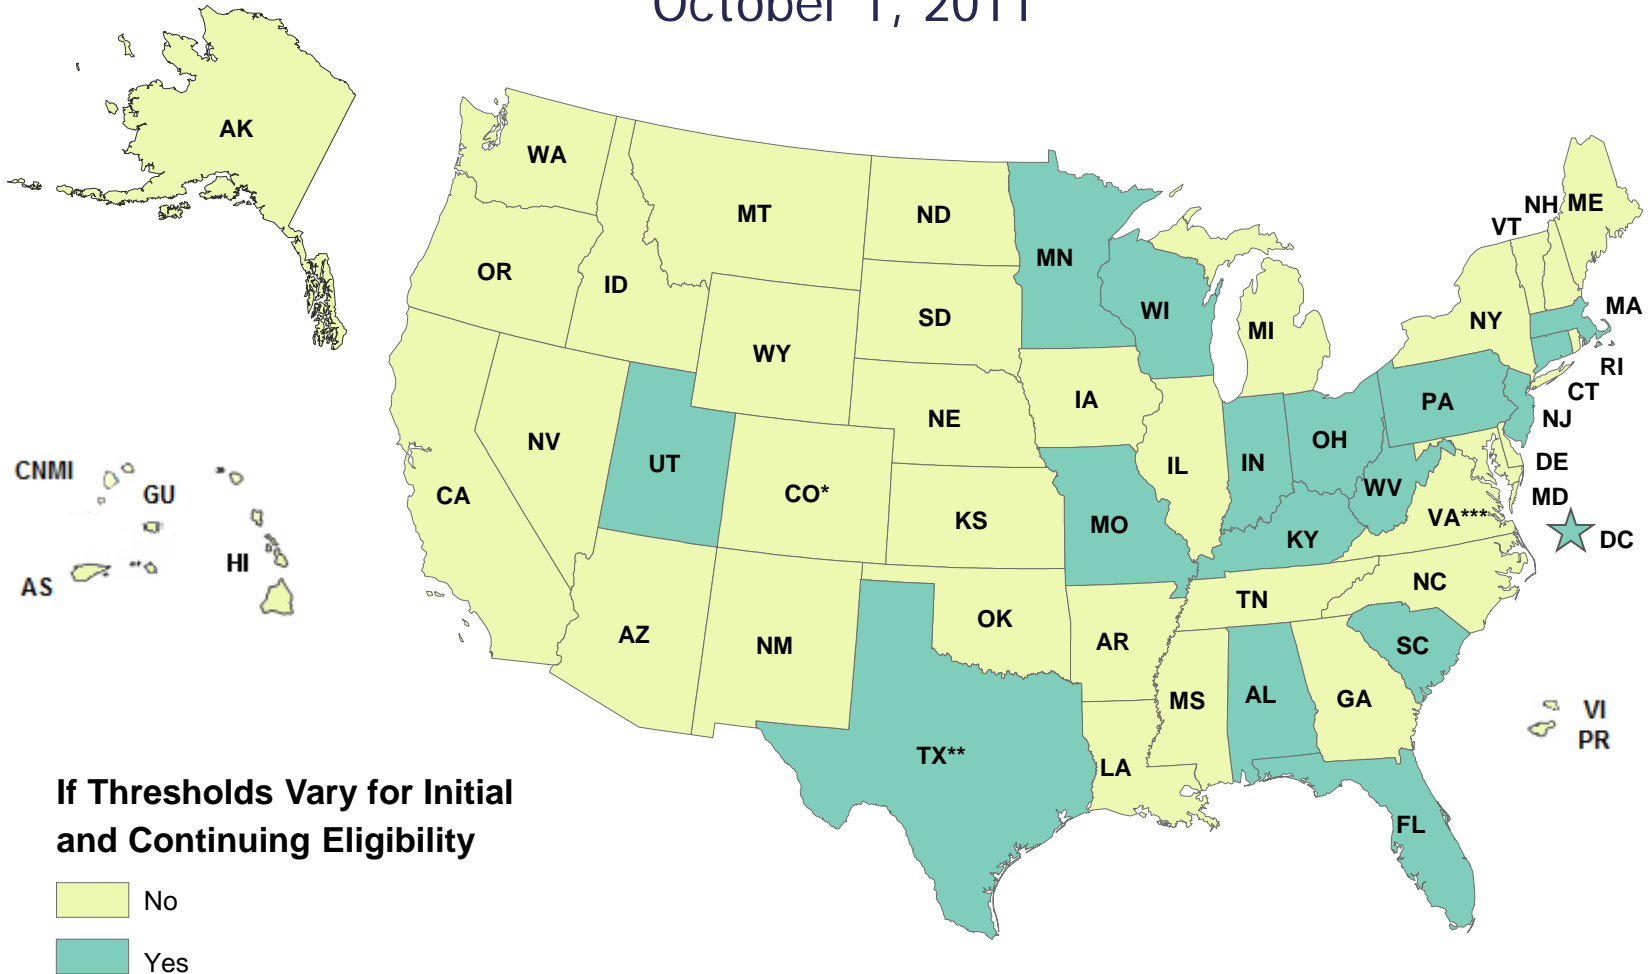 October 1, 2011
AK
WA
MT
ND
MN
NH
ME
VT
OR
ID
SD
WI
MI
NY
MA
WY
RI
IA
PA
CT
NE
NJ
NV
UT
OH
CNMI
GU
CA
CO*
IL
IN
DE
WV
MD
KS
MO
VA***
KY
DC
HI
AS
NC
TN
OK
AZ
NM
AR
SC
MS
AL
GA
VI
PR
TX**
LA
FL
If Thresholds Vary for Initial
and Continuing Eligibility
No
Yes